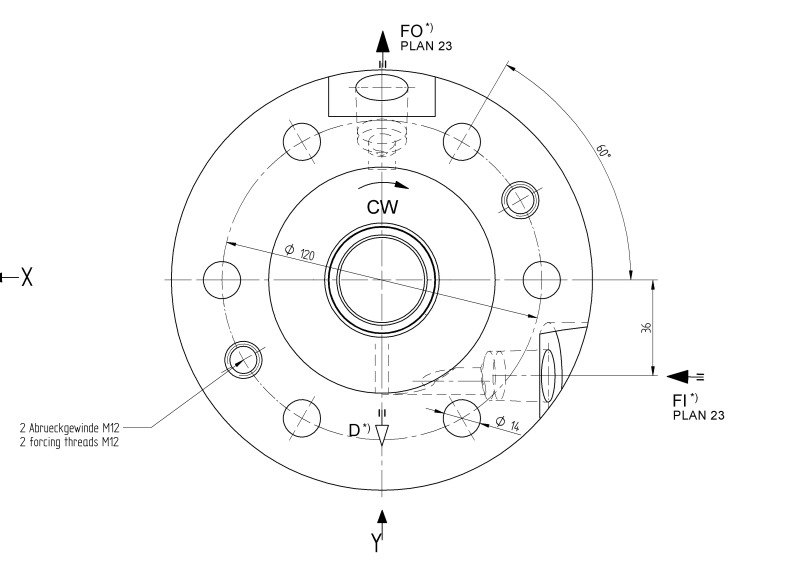 FO*)
PLAN 23
60°
CW
Ø 120
X
36
FI*)
PLAN 23
D*)
Ø 14
2 Abrueckgewinde M12
2 forcing threads M12
Y